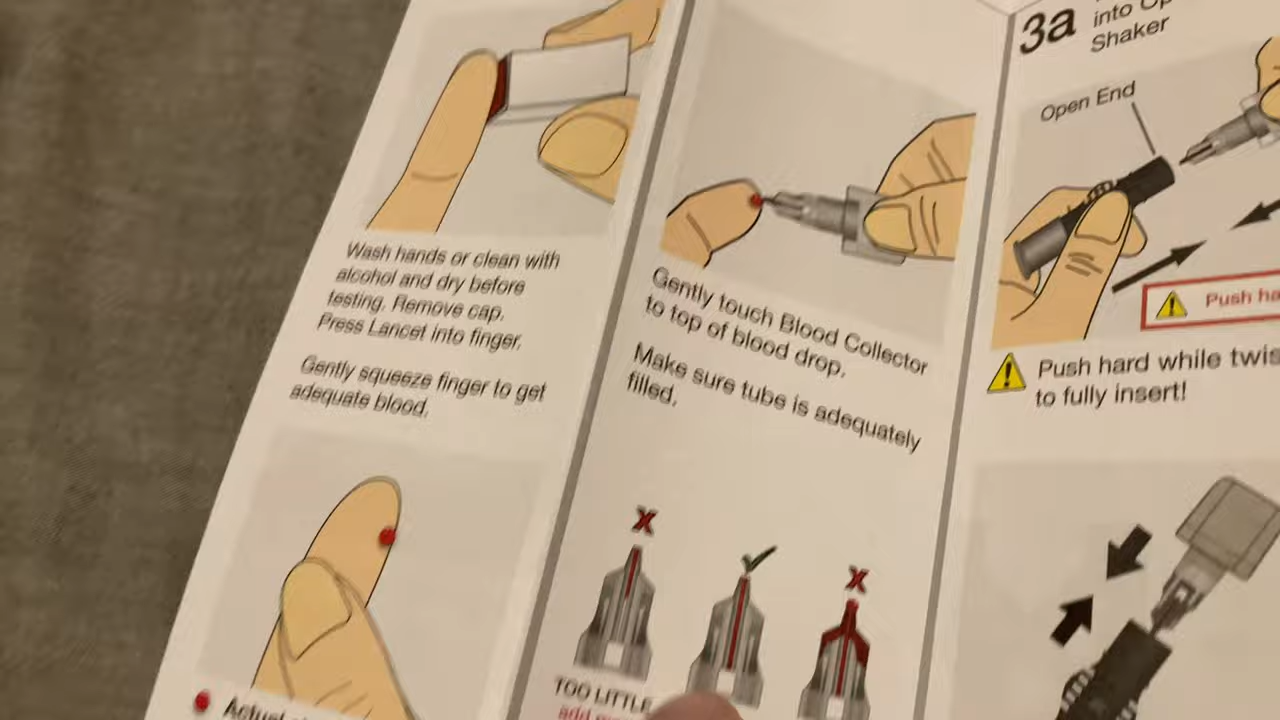 Wash hands or clean with
alcohol and dry before
testing. Remove cap.
Press Lancet into finger.
Gently squeeze finger to get
adequate blood.
Gently touch Blood Collector
to top of blood drop.
Make sure tube is adequately
filled.
X
X
TOO LITTLE
3a
into
Shaker
Open End
Push
Push hard while
to fully insert!